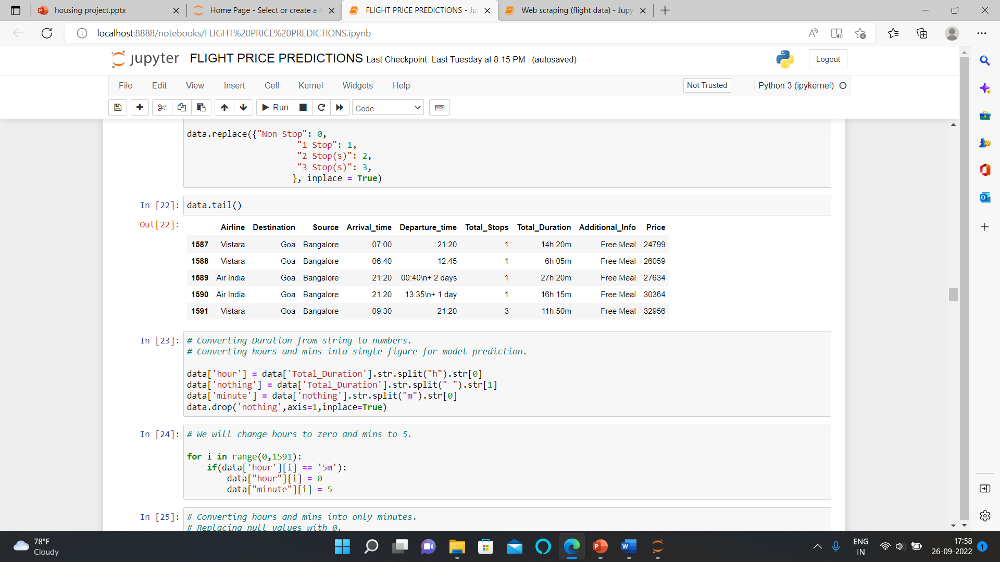 housing project.pptx
Home Page - Select or create a n
FLIGHT PRICE PREDICTIONS - Ju
Web scraping (flight data) - Jupy
localhost:8888/notebooks/FLIGHT%20PRICE%20PREDICTIONS.ipynb
jupyter FLIGHT PRICE PREDICTIONS Last Checkpoint: Last Tuesday at 8:15 PM (autosaved)
Logout
File Edit View Insert Cell Kernel Widgets Help
Not Trusted
Python 3 (ipykernel)
Run
Code
data.replace({"Non Stop": 0,
"1 Stop": 1,
"2 Stop(s)": 2,
"3 Stop(s)": 3,
}, inplace = True)
In [22]: data.tail()
Out[22]:
Airline Destination Source Arrival_time Departure_time Total_Stops Total_Duration Additional_Info Price
1587 Vistara Goa Bangalore 07:00 21:20 1 14h 20m Free Meal 24799
1588 Vistara Goa Bangalore 06:40 12:45 1 6h 05m Free Meal 26059
1589 Air India Goa Bangalore 21:20 00:40\n+ 2 days 1 27h 20m Free Meal 27634
1590 Air India Goa Bangalore 21:20 13:35\n+ 1 day 1 16h 15m Free Meal 30364
1591 Vistara Goa Bangalore 09:30 21:20 3 11h 50m Free Meal 32956
In [23]: # Converting Duration from string to numbers.
# Converting hours and mins into single figure for model prediction.
data['hour'] = data['Total_Duration'].str.split("h").str[0]
data['nothing'] = data['Total_Duration'].str.split(" ").str[1]
data['minute'] = data['nothing'].str.split("m").str[0]
data.drop('nothing',axis=1,inplace=True)
In [24]: # We will change hours to zero and mins to 5.
for i in range(0,1591):
if(data['hour'][i] == '5m'):
data["hour"][i] = 0
data["minute"][i] = 5
In [25]: # Converting hours and mins into only minutes.
# Replacing null values with 0.
78°F
Cloudy
ENG
IN
17:58
26-09-2022
1